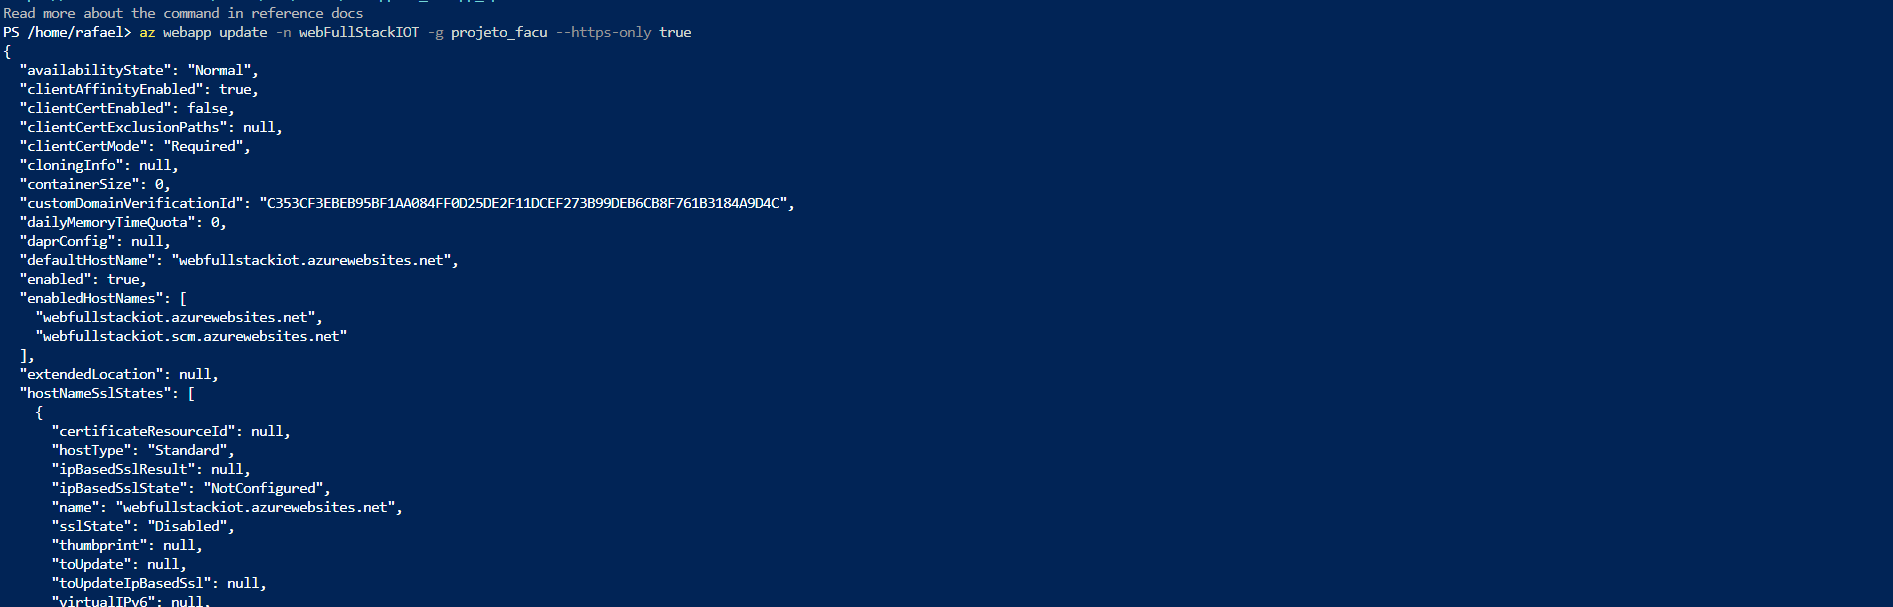 Read more about the command in reference docs
PS /home/rafael> az webapp update -n webFullStackIOT -g projeto_facu --https-only true
{
  "availabilityState": "Normal",
  "clientAffinityEnabled": true,
  "clientCertEnabled": false,
  "clientCertExclusionPaths": null,
  "clientCertMode": "Required",
  "cloningInfo": null,
  "containerSize": 0,
  "customDomainVerificationId": "C353CF3EBEB95BF1AA084FF0D25DE2F11DCEF273B99DEB6CB8F761B3184A9D4C",
  "dailyMemoryTimeQuota": 0,
  "daprConfig": null,
  "defaultHostName": "webfullstackiot.azurewebsites.net",
  "enabled": true,
  "enabledHostNames": [
    "webfullstackiot.azurewebsites.net",
    "webfullstackiot.scm.azurewebsites.net"
  ],
  "extendedLocation": null,
  "hostNameSslStates": [
    {
      "certificateResourceId": null,
      "hostType": "Standard",
      "ipBasedSslResult": null,
      "ipBasedSslState": "NotConfigured",
      "name": "webfullstackiot.azurewebsites.net",
      "sslState": "Disabled",
      "thumbprint": null,
      "toUpdate": null,
      "toUpdateIpBasedSsl": null,
      "virtualIPv6": null,